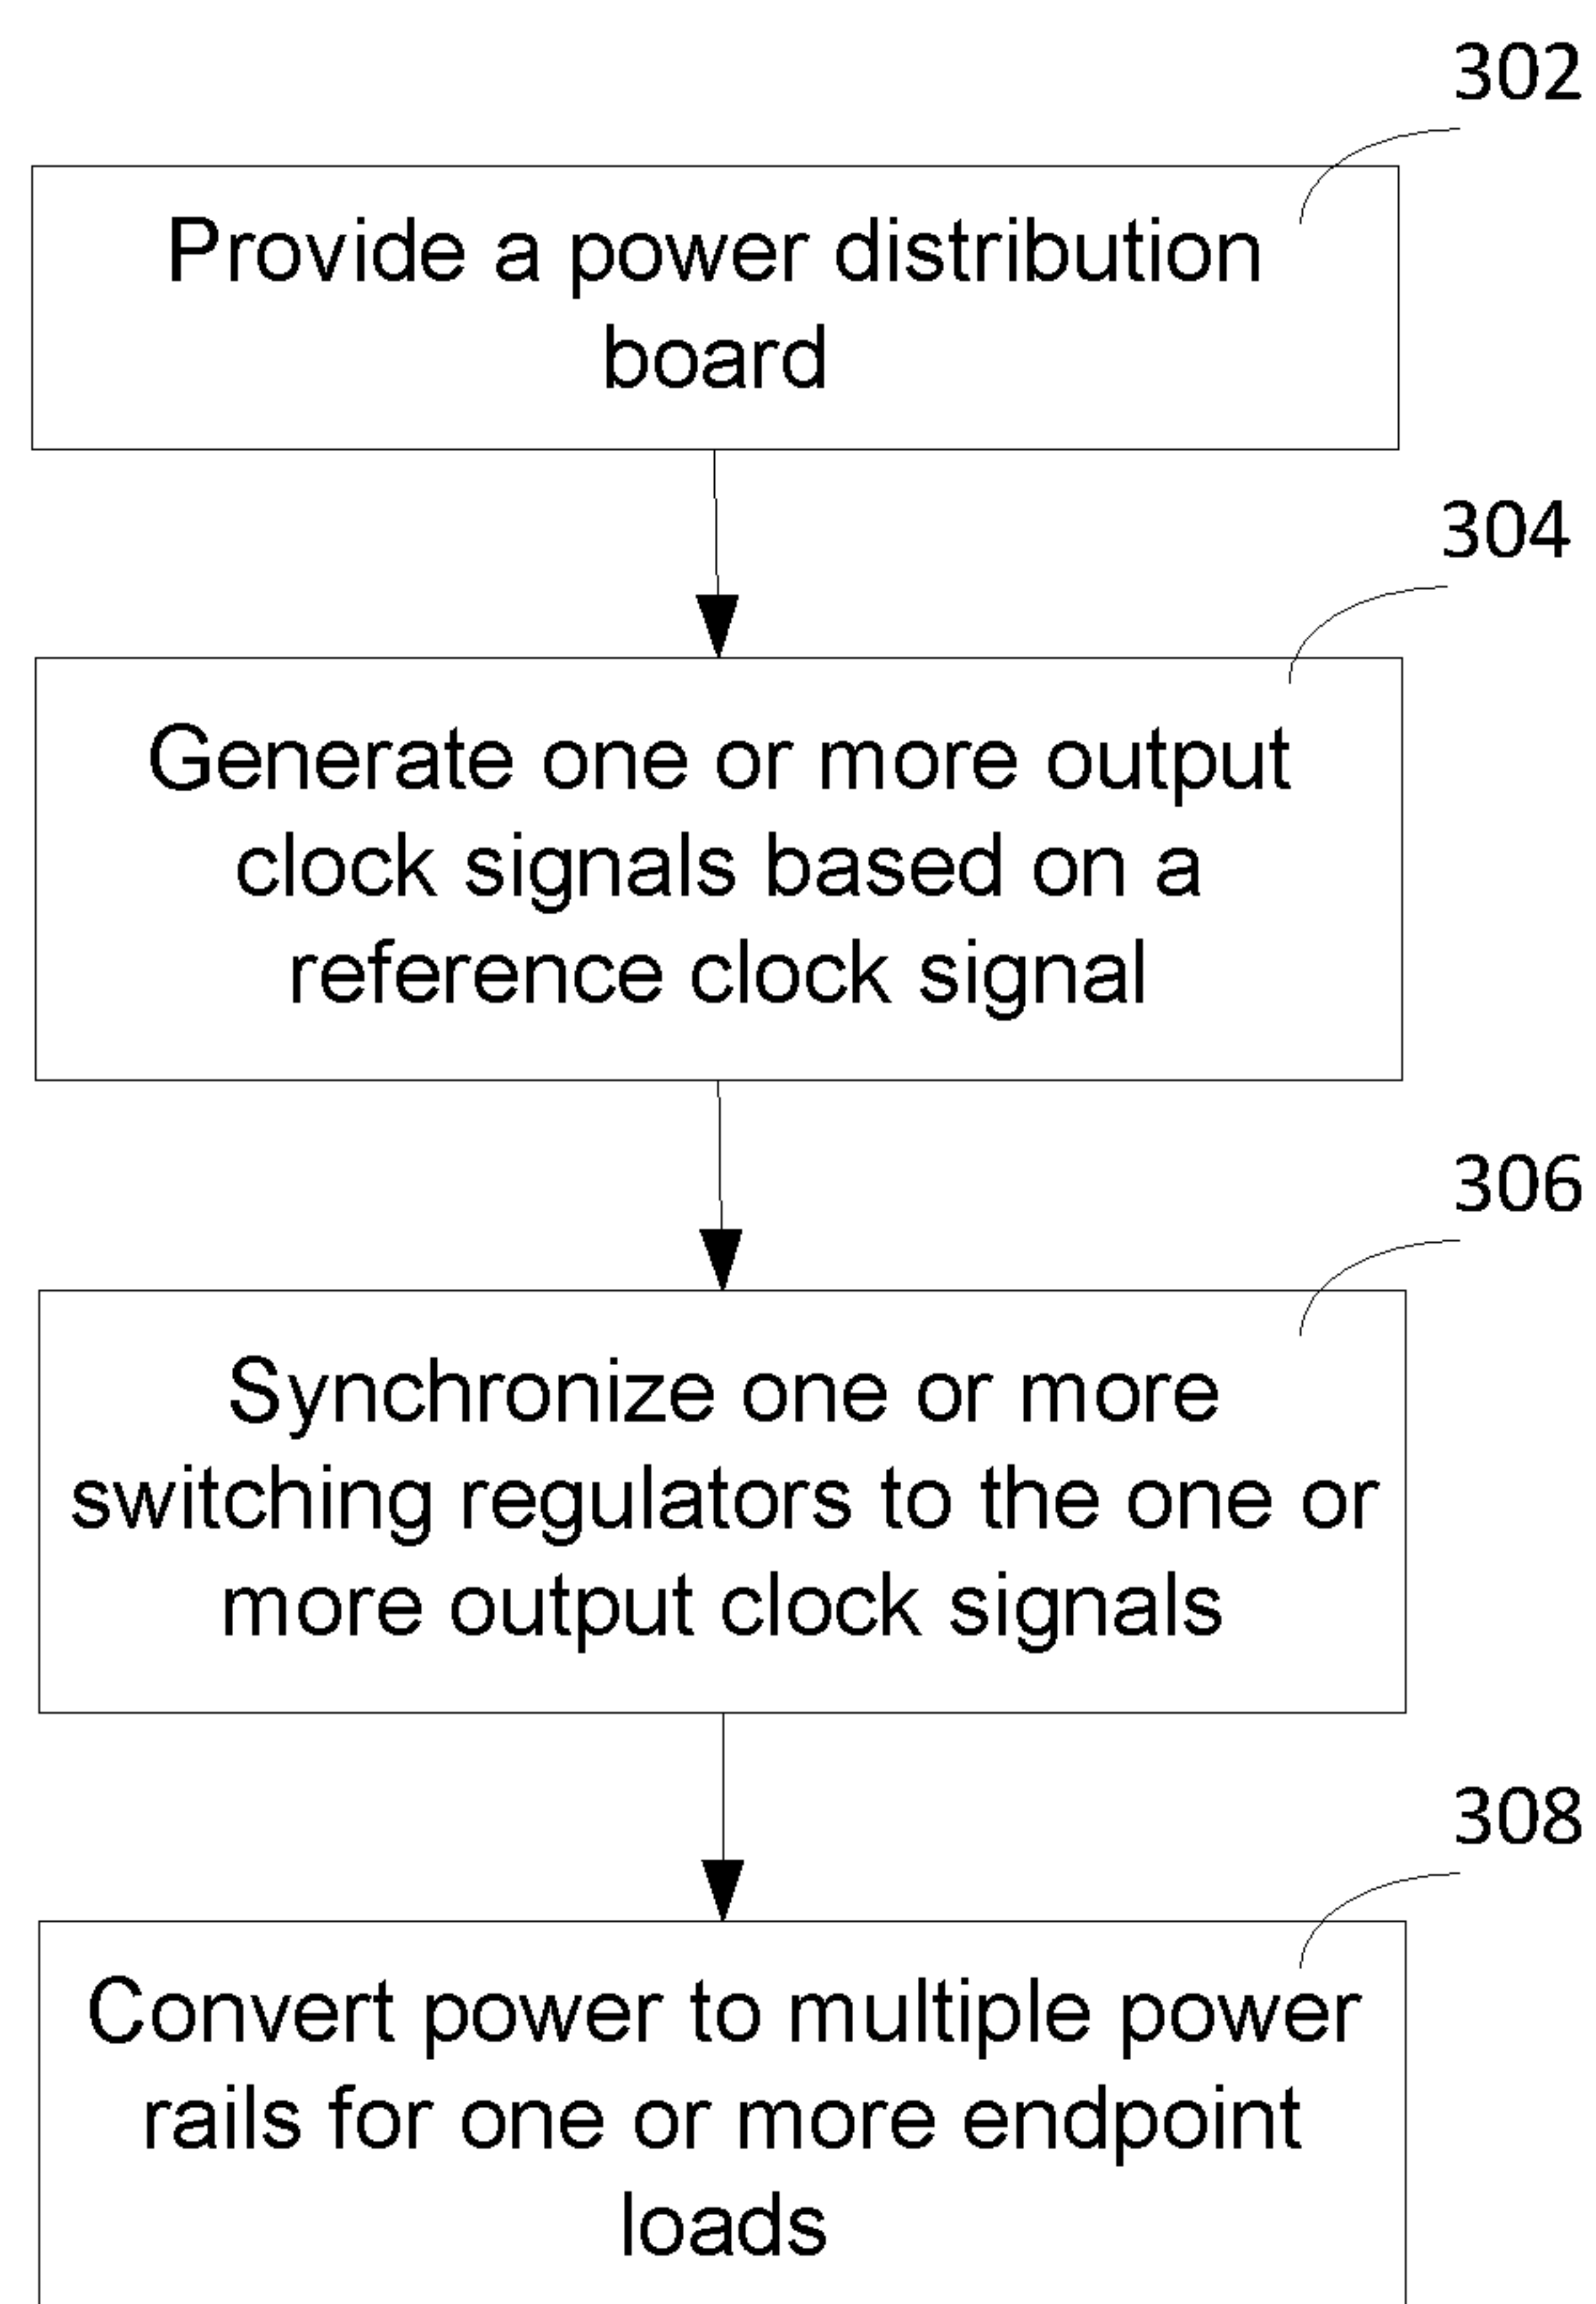 302
Provide a power distribution
board
304
Generate one or more output
clock signals based on a
reference clock signal
306
Synchronize one or more
switching regulators to the one or
more output clock signals
308
Convert power to multiple power
rails for one or more endpoint
loads